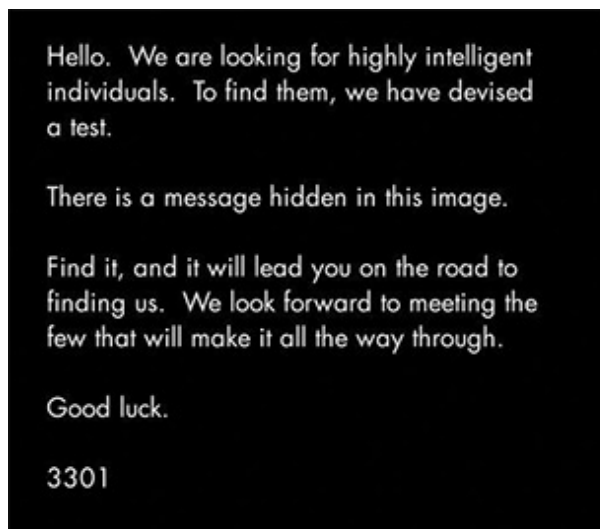 Hello.  We are looking for highly intelligent
individuals.  To find them, we have devised
a test.
There is a message hidden in this image.
Find it, and it will lead you on the road to
finding us.  We look forward to meeting the
few that will make it all the way through.
Good luck.
3301